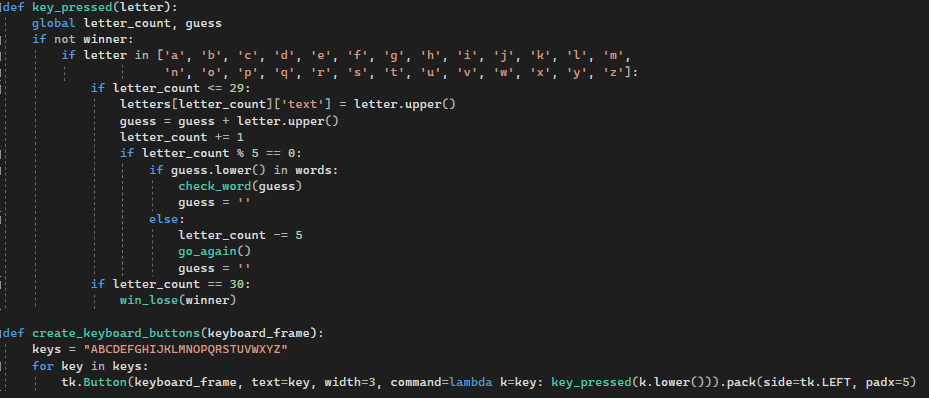 def key_pressed(letter):
    global letter_count, guess
    if not winner:
        if letter in ['a', 'b', 'c', 'd', 'e', 'f', 'g', 'h', 'i', 'j', 'k', 'l', 'm',
                      'n', 'o', 'p', 'q', 'r', 's', 't', 'u', 'v', 'w', 'x', 'y', 'z']:
            if letter_count <= 29:
                letters[letter_count]['text'] = letter.upper()
                guess = guess + letter.upper()
                letter_count += 1
                if letter_count % 5 == 0:
                    if guess.lower() in words:
                        check_word(guess)
                        guess = ''
                    else:
                        letter_count -= 5
                        go_again()
                        guess = ''
            if letter_count == 30:
                win_lose(winner)

def create_keyboard_buttons(keyboard_frame):
    keys = "ABCDEFGHIJKLMNOPQRSTUVWXYZ"
    for key in keys:
        tk.Button(keyboard_frame, text=key, width=3, command=lambda k=key: key_pressed(k.lower())).pack(side=tk.LEFT, padx=5)